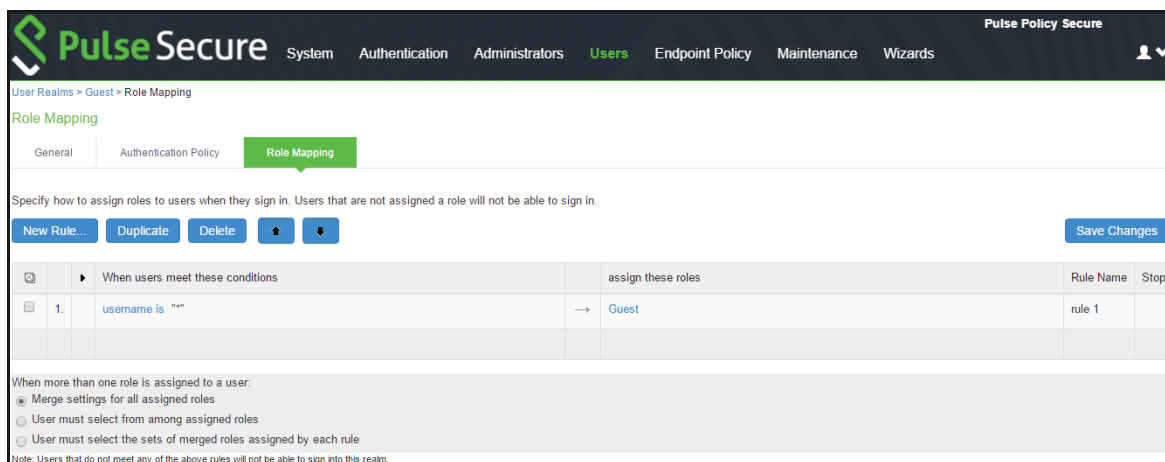 Pulse Policy Secure
Pulse Secure System Authentication Administrators Users Endpoint Policy Maintenance Wizards
User Realms > Guest > Role Mapping
Role Mapping
General Authentication Policy Role Mapping
Specify how to assign roles to users when they sign in. Users that are not assigned a role will not be able to sign in.
New Rule... Duplicate Delete Save Changes
When users meet these conditions assign these roles Rule Name Stop
1. username is "*" → Guest rule 1
When more than one role is assigned to a user:
Merge settings for all assigned roles
User must select from among assigned roles
User must select the sets of merged roles assigned by each rule
Note: Users that do not meet any of the above rules will not be able to sign into this realm.